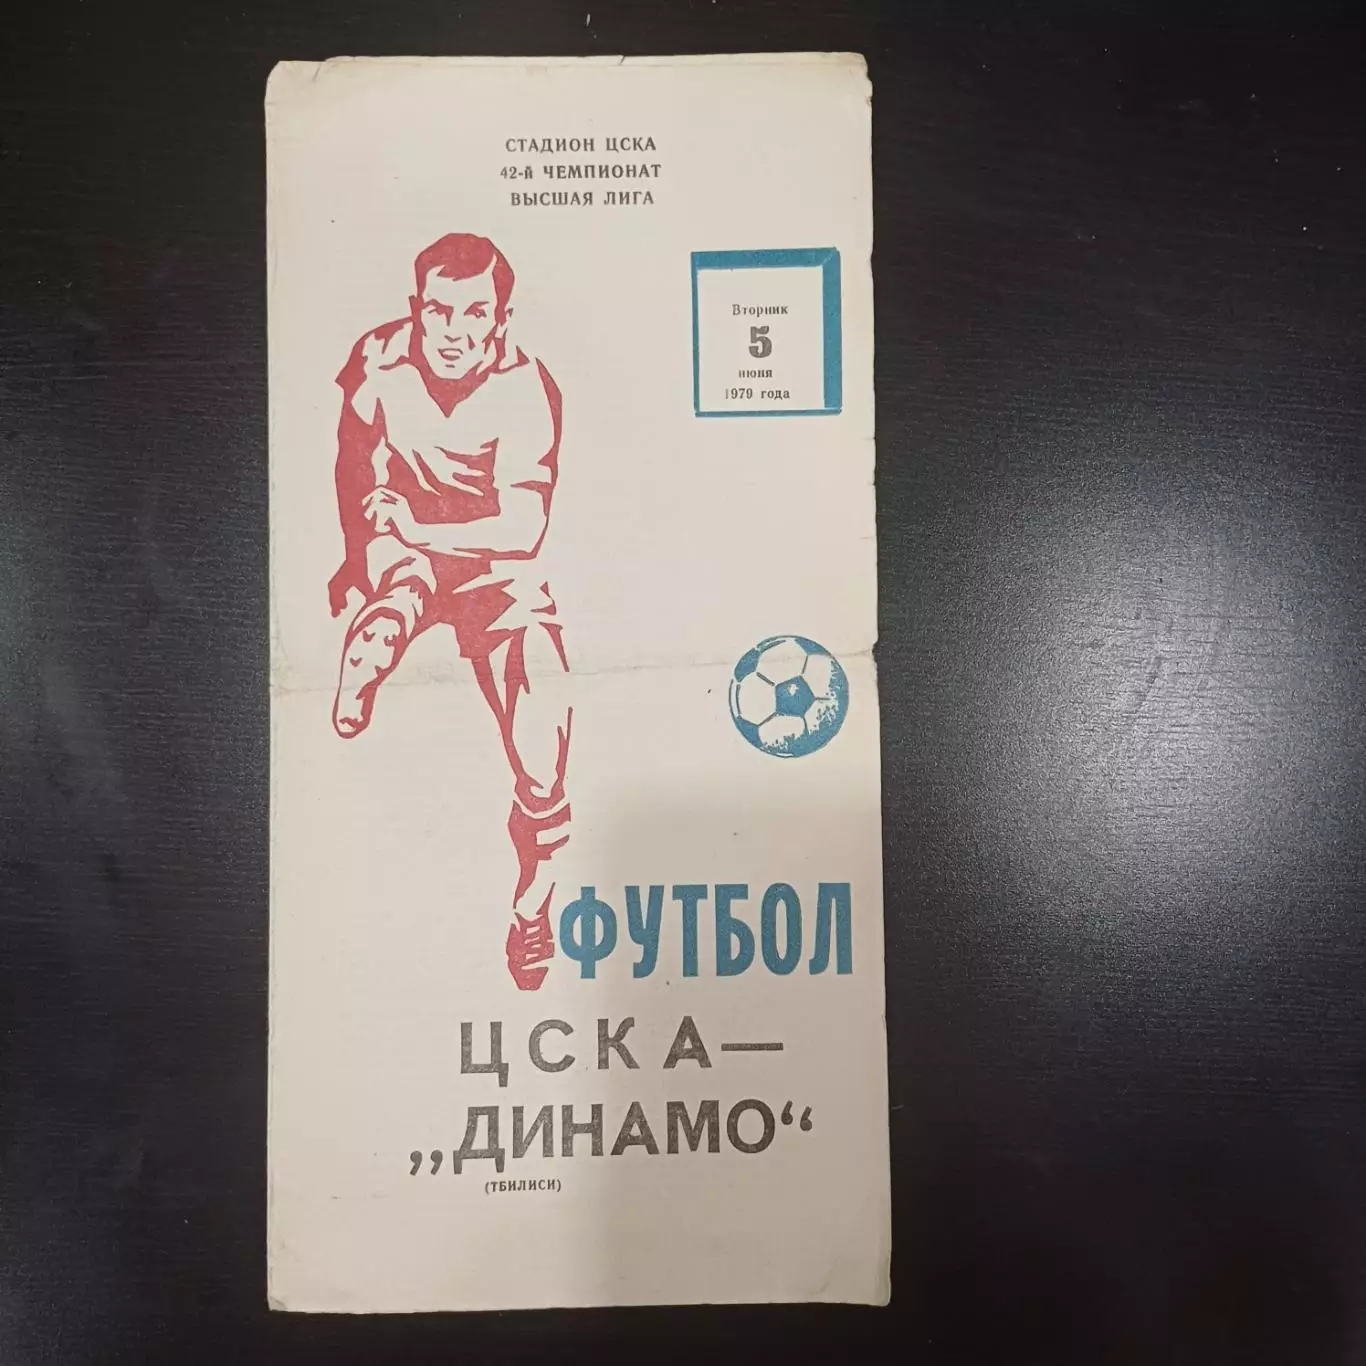 СТАДИОН ЦСКА
42-й ЧЕМПИОНАТ
ВЫСШАЯ ЛИГА
Вторник
5
июня
1979 года
ФУТБОЛ
ЦСКА—
„ДИНАМО“
(ТБИЛИСИ)